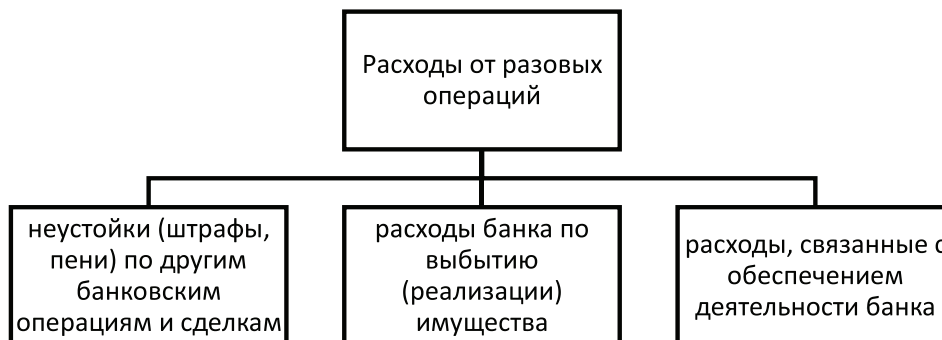 Расходы от разовых
операций
неустойки (штрафы,
пени) по другим
банковским
операциям и сделкам
расходы банка по
выбытию
(реализации)
имущества
расходы, связанные с
обеспечением
деятельности банка